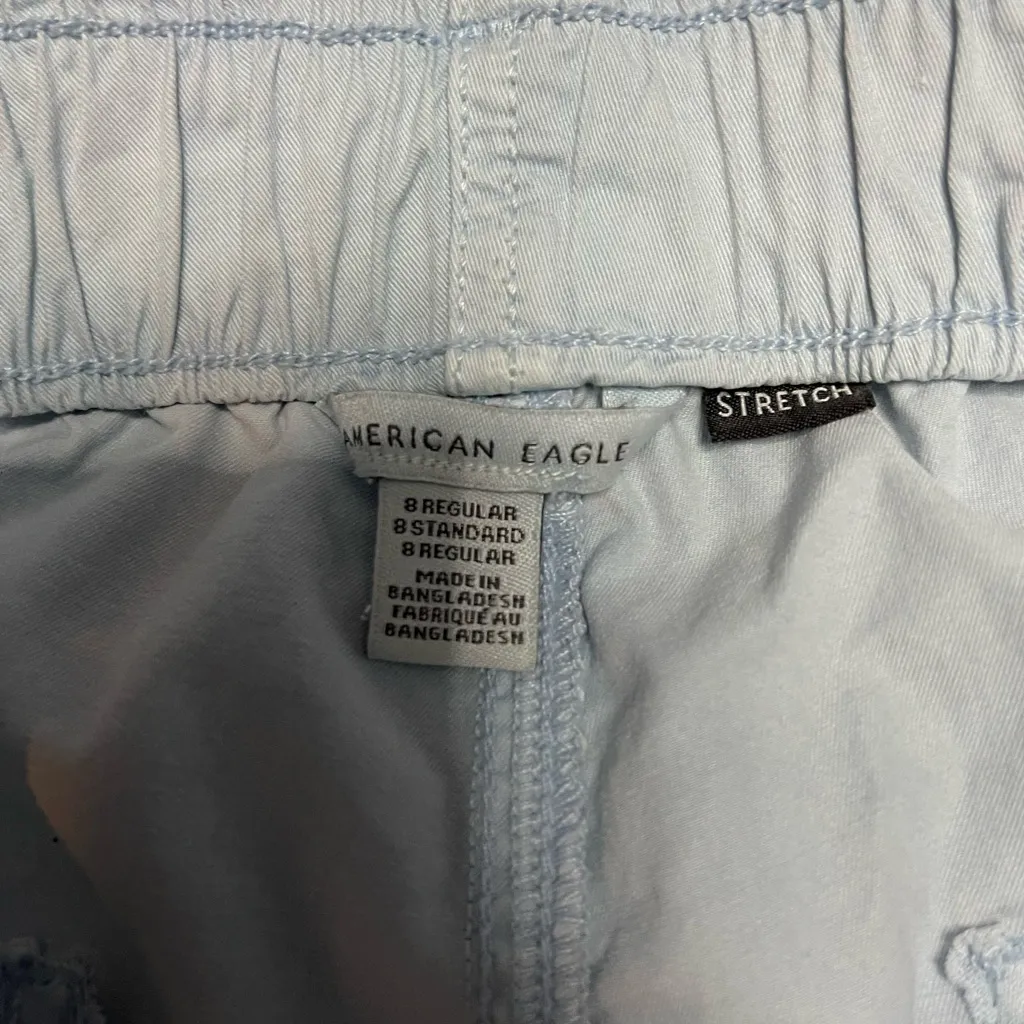 AMERICAN EAGLE
STRETCH
8 REGULAR
8 STANDARD
8 REGULAR
MADE IN
BANGLADESH
FABRIQUÉ AU
BANGLADESH